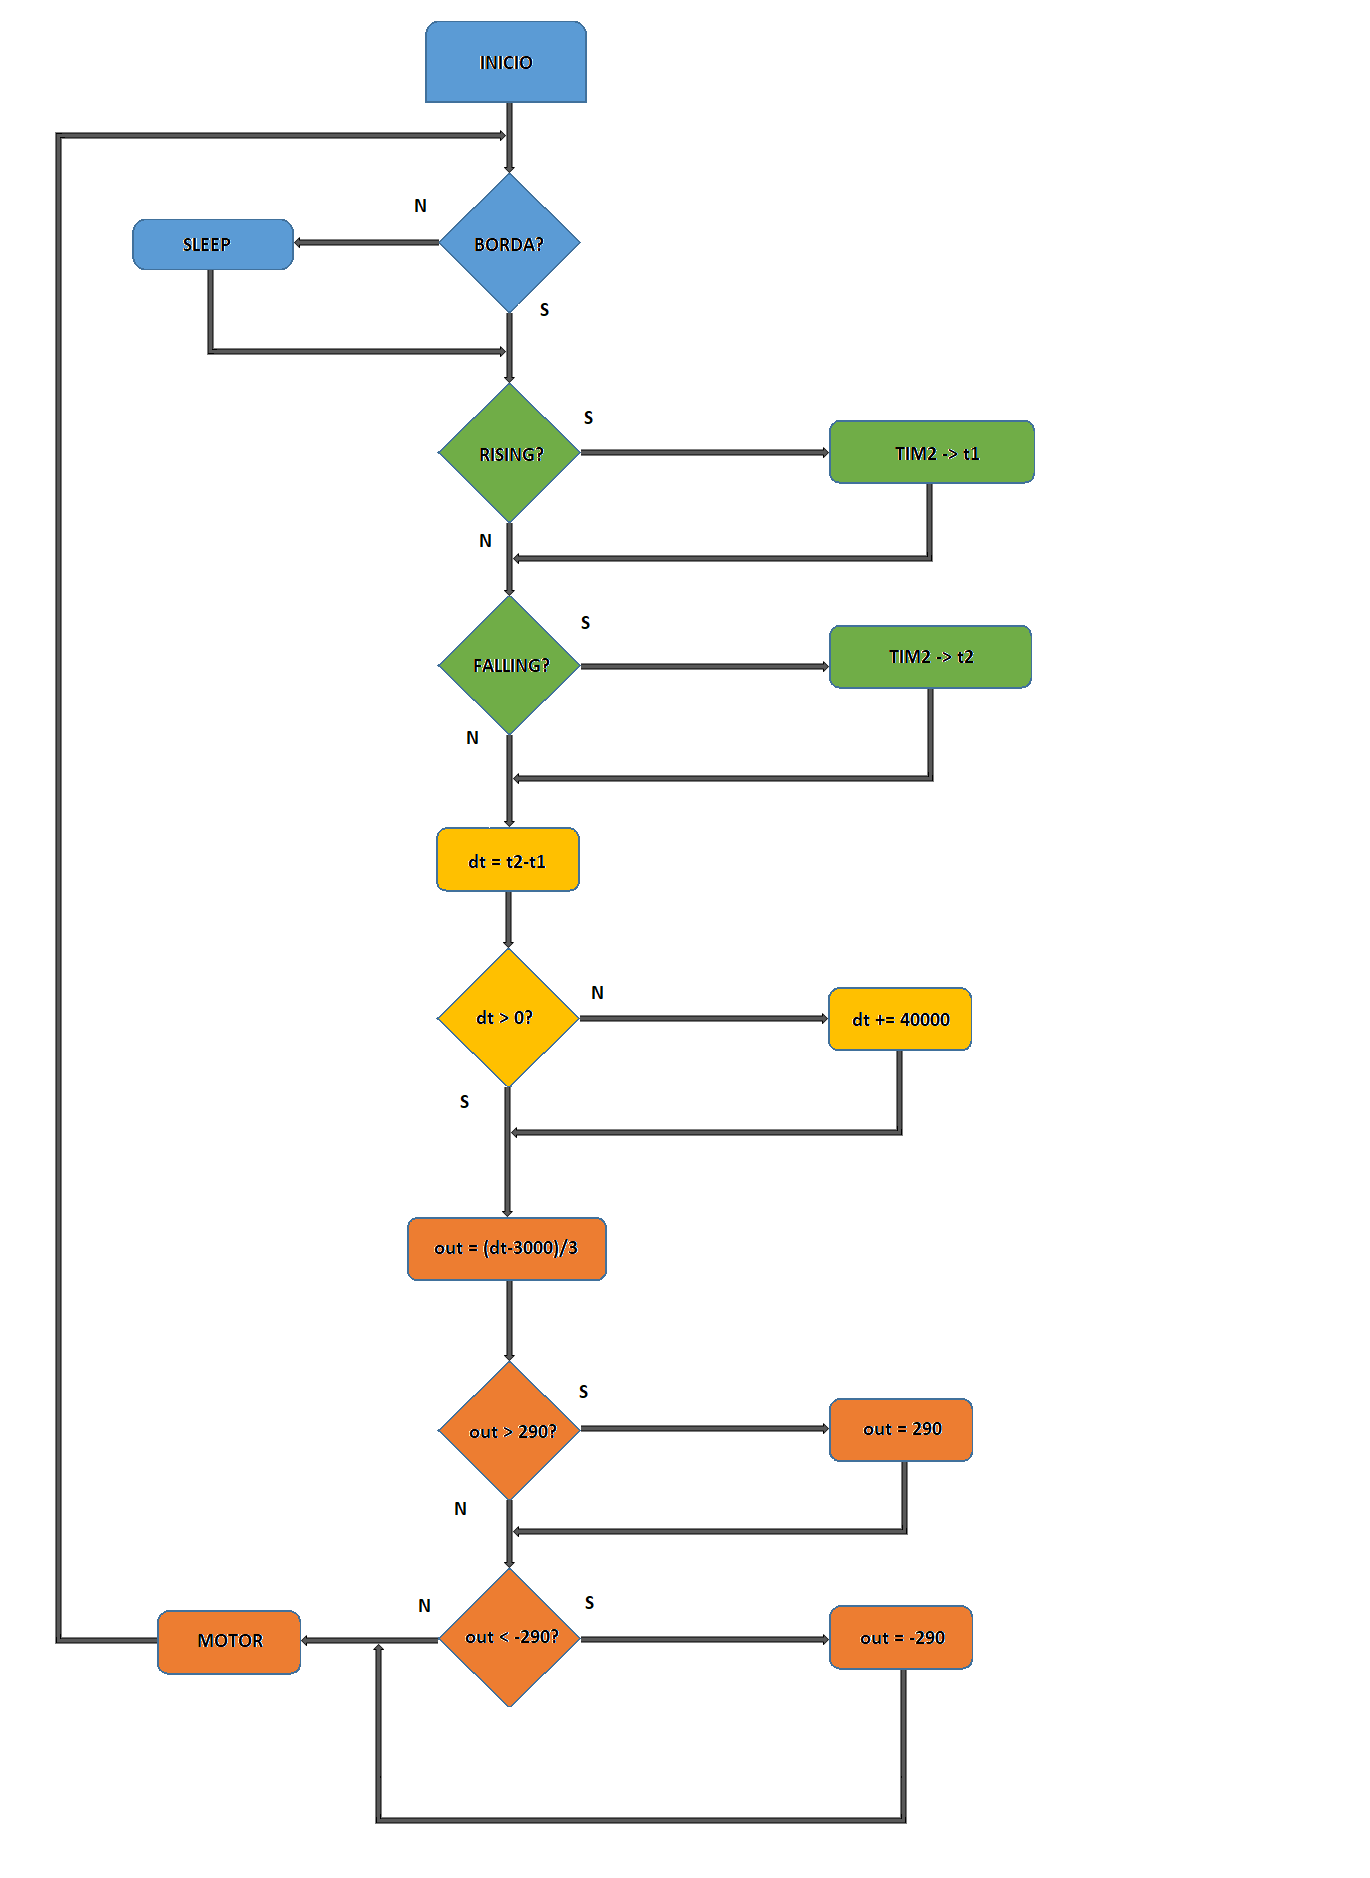 INICIO
N
SLEEP
BORDA?
S
S
RISING?
TIM2 -> t1
N
S
FALLING?
TIM2 -> t2
N
dt = t2-t1
N
dt > 0?
dt += 40000
S
out = (dt-3000)/3
S
out > 290?
out = 290
N
N
S
MOTOR
out < -290?
out = -290